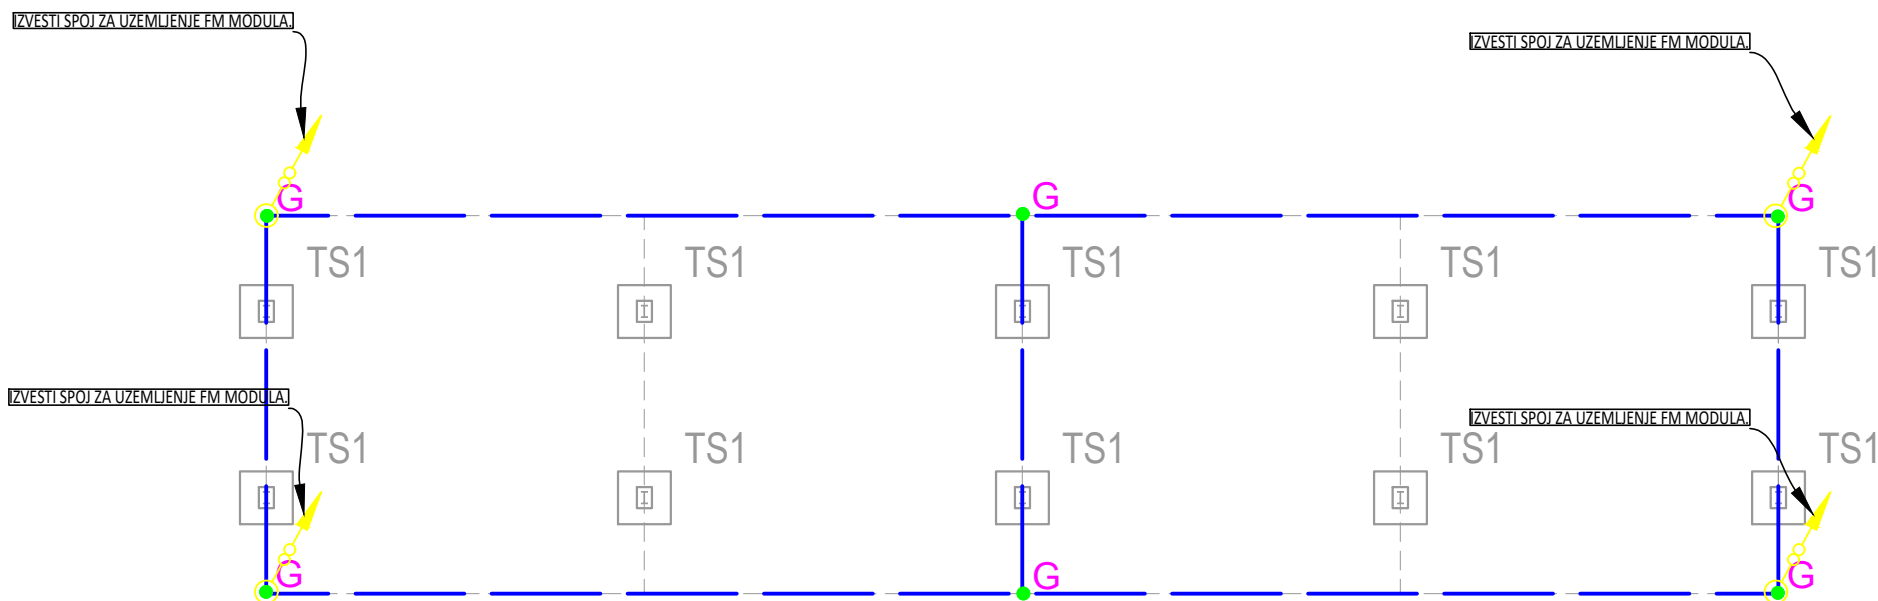 IZVESTI SPOJ ZA UZEMLJENJE FM MODULA.
IZVESTI SPOJ ZA UZEMLJENJE FM MODULA.
G G G
TS1 TS1 TS1 TS1 TS1
I I I I I
IZVESTI SPOJ ZA UZEMLJENJE FM MODULA.
IZVESTI SPOJ ZA UZEMLJENJE FM MODULA.
TS1 TS1 TS1 TS1 TS1
I I I I I
G G G